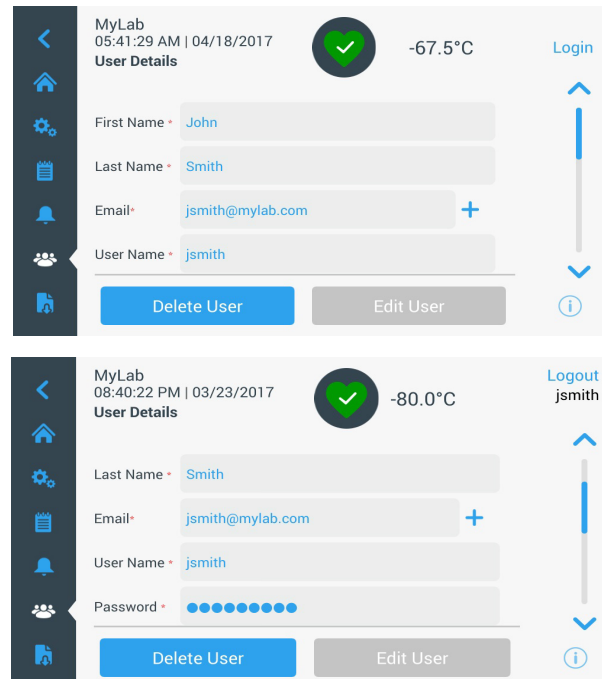 MyLab
05:41:29 AM | 04/18/2017
User Details
-67.5°C
Login
First Name * John
Last Name * Smith
Email* jsmith@mylab.com +
User Name * jsmith
Delete User Edit User
i
MyLab
08:40:22 PM | 03/23/2017
User Details
-80.0°C
Logout
jsmith
Last Name * Smith
Email* jsmith@mylab.com +
User Name * jsmith
Password * ●●●●●●●●●
Delete User Edit User
i